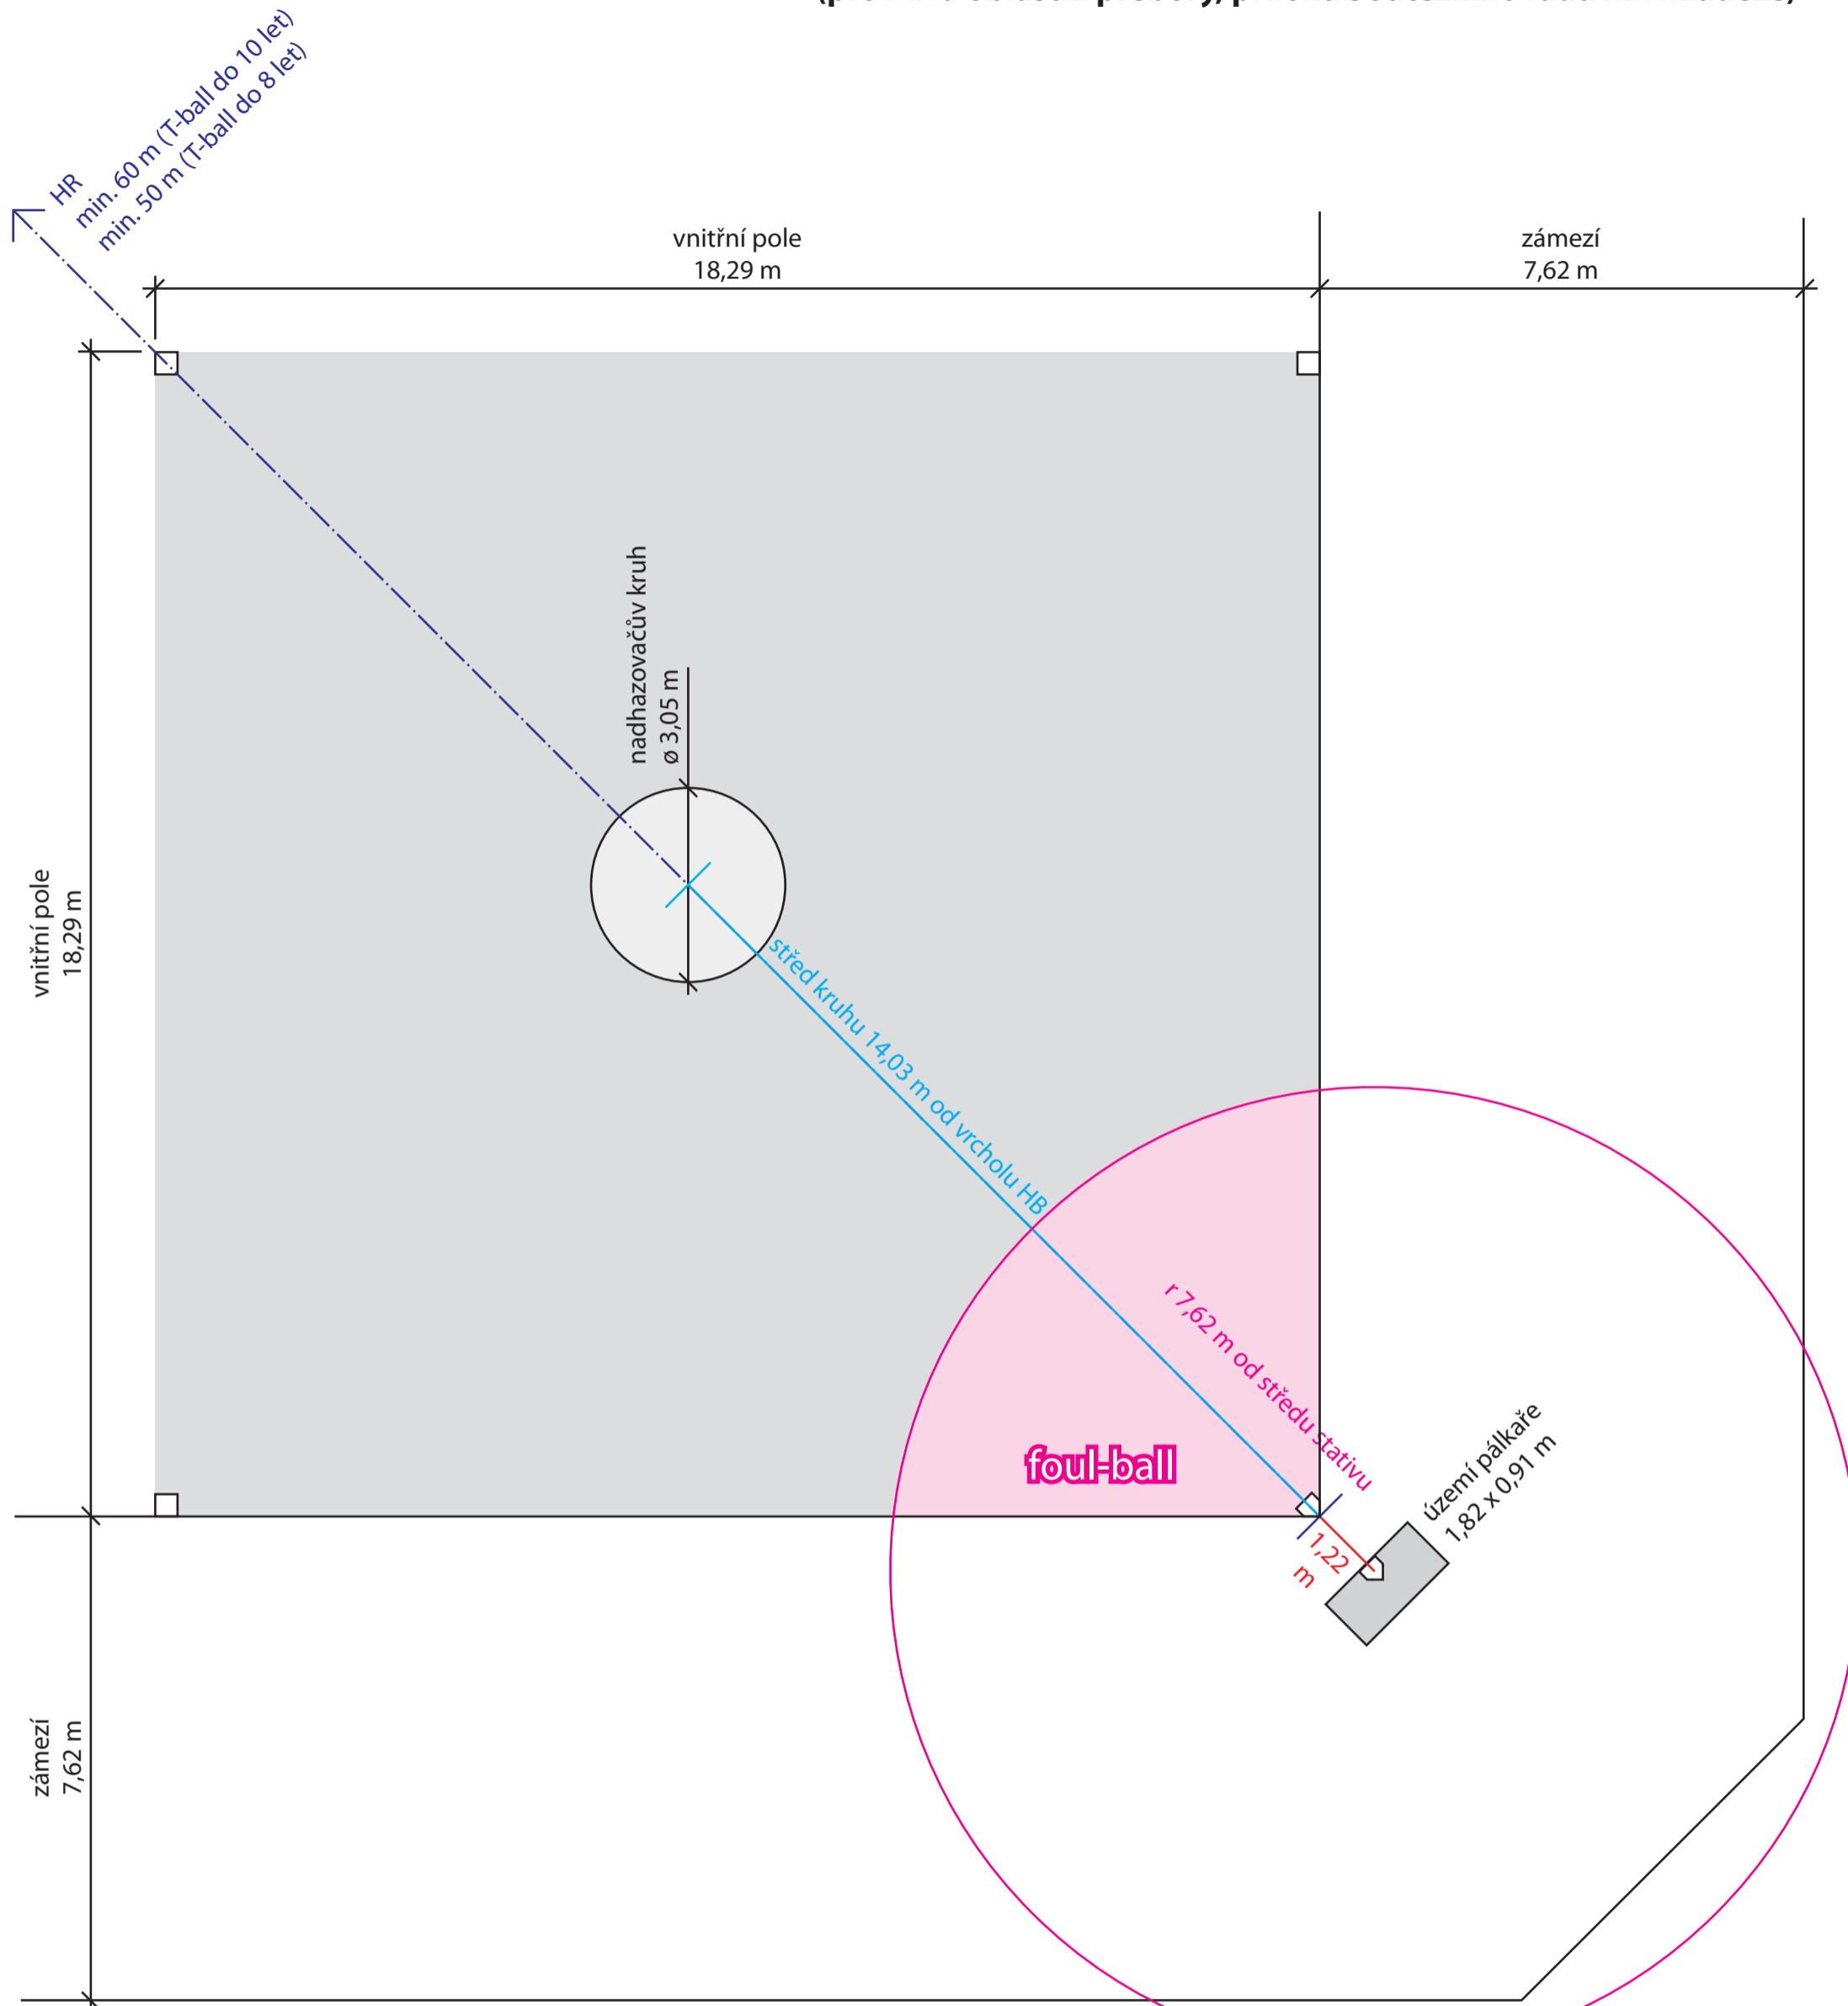 HR
min. 60 m (T-ball do 10 let)
min. 50 m (T-ball do 8 let)
vnitřní pole
18,29 m
zámezí
7,62 m
nadhazovačův kruh
ø 3,05 m
vnitřní pole
18,29 m
střed kruhu 14,03 m od vrcholu HB
r 7,62 m od středu stativu
foul-ball
území pálkaře
1,82 x 0,91 m
1,22
m
zámezí
7,62 m